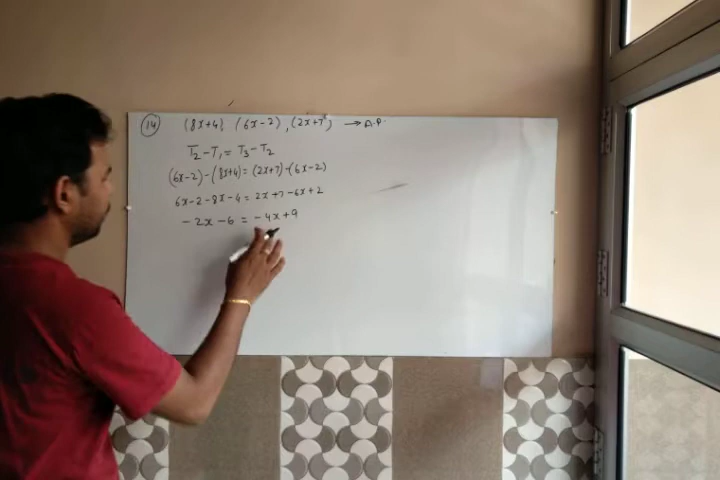 (14) (8x+4), (6x-2), (2x+7) → A.P.
T₂-T₁ = T₃-T₂
(6x-2)-(8x+4) = (2x+7)-(6x-2)
6x-2-8x-4 = 2x+7-6x+2
-2x-6 = -4x+9